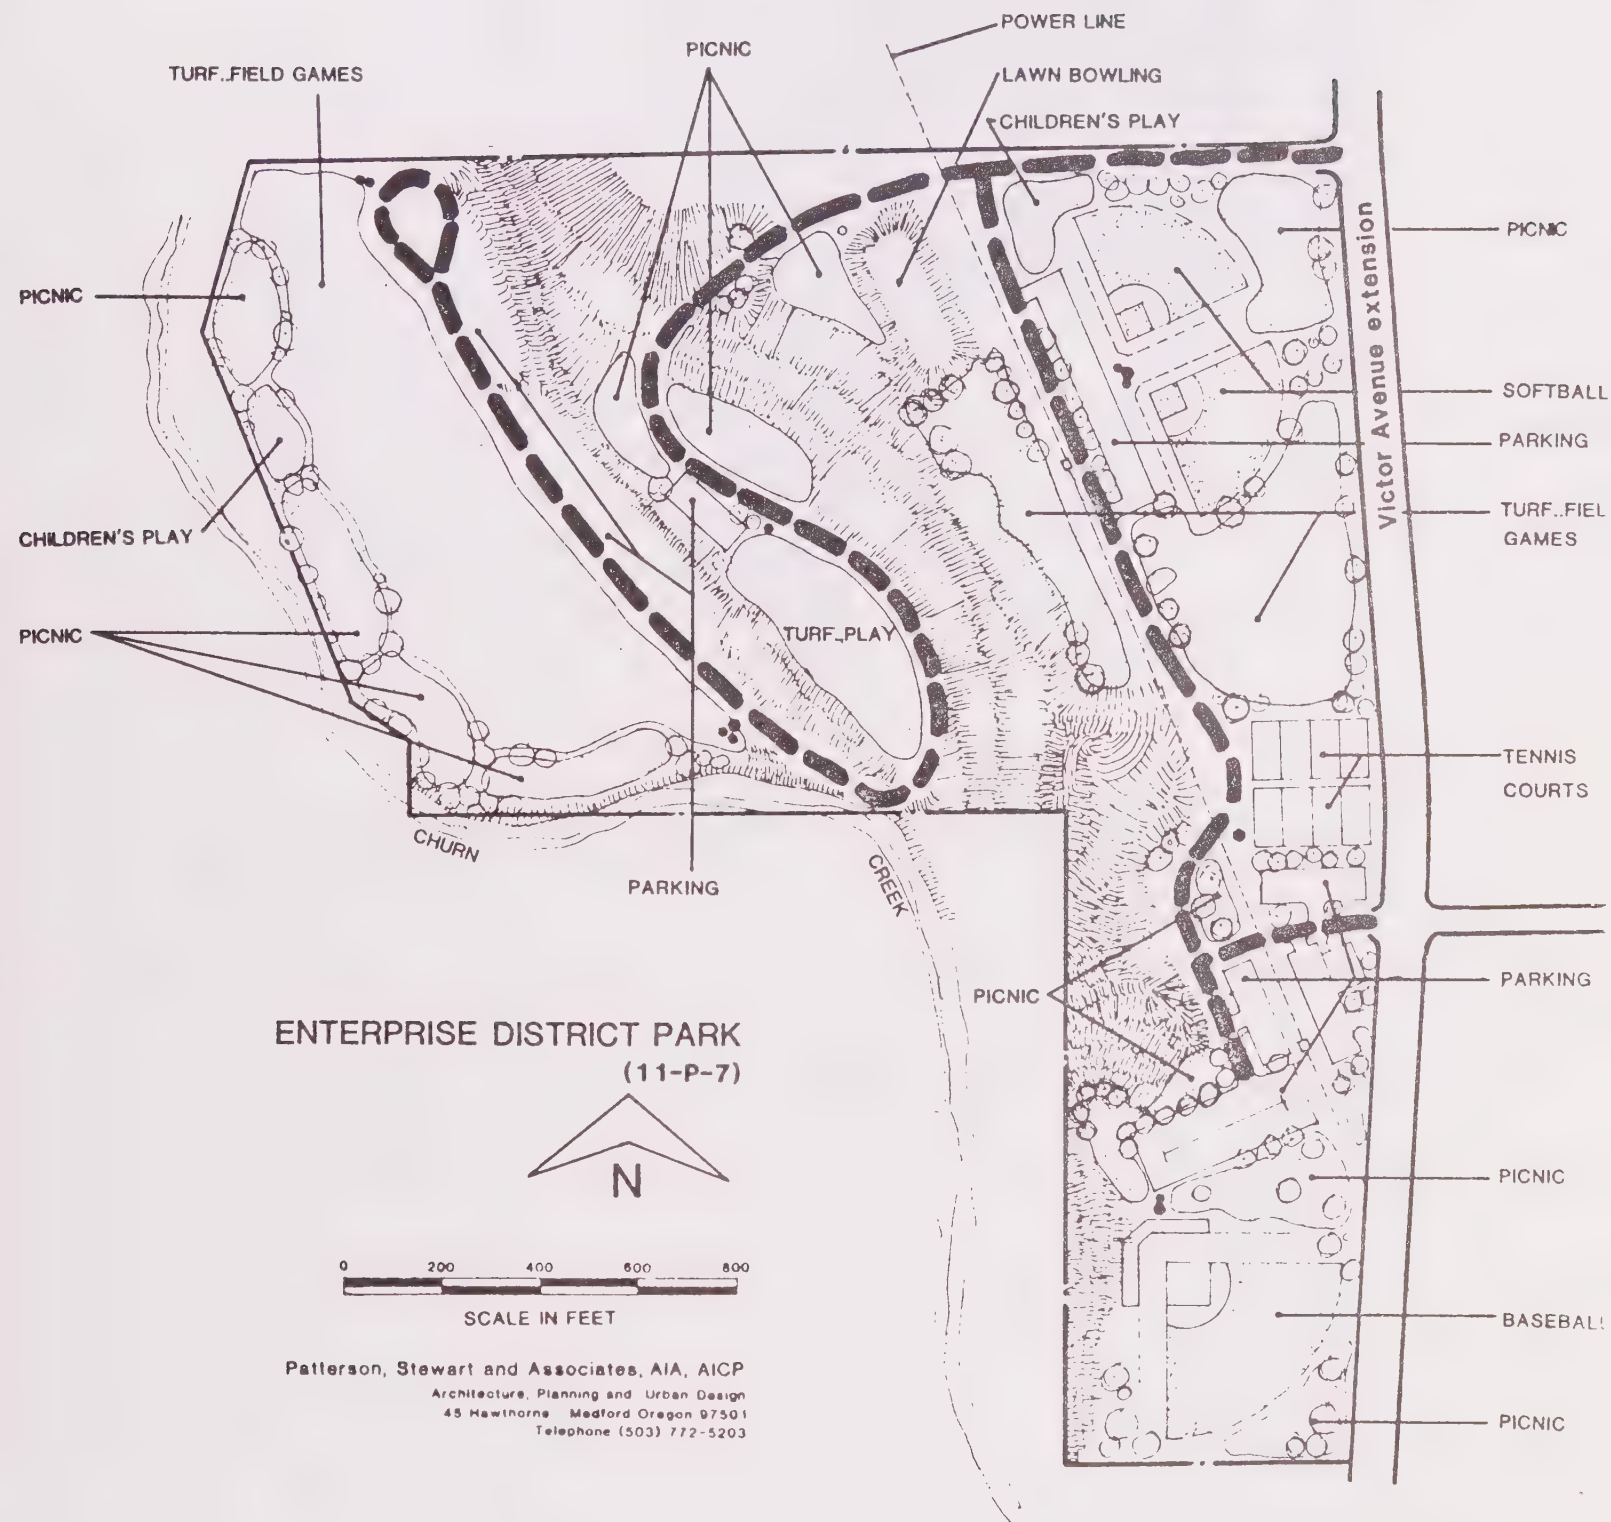 POWER LINE
PICNIC
TURF..FIELD GAMES
LAWN BOWLING
CHILDREN'S PLAY
PICNIC
PICNIC
Victor Avenue extension
SOFTBALL
PARKING
TURF..FIEL
GAMES
CHILDREN'S PLAY
PICNIC
TURF..PLAY
TENNIS
COURTS
CHURN
CREEK
PARKING
PARKING
PICNIC
ENTERPRISE DISTRICT PARK
(11-P-7)
N
PICNIC
0 200 400 600 800
SCALE IN FEET
BASEBALL
Patterson, Stewart and Associates, AIA, AICP
Architecture, Planning and Urban Design
45 Hawthorne Medford Oregon 97501
Telephone (503) 772-5203
PICNIC